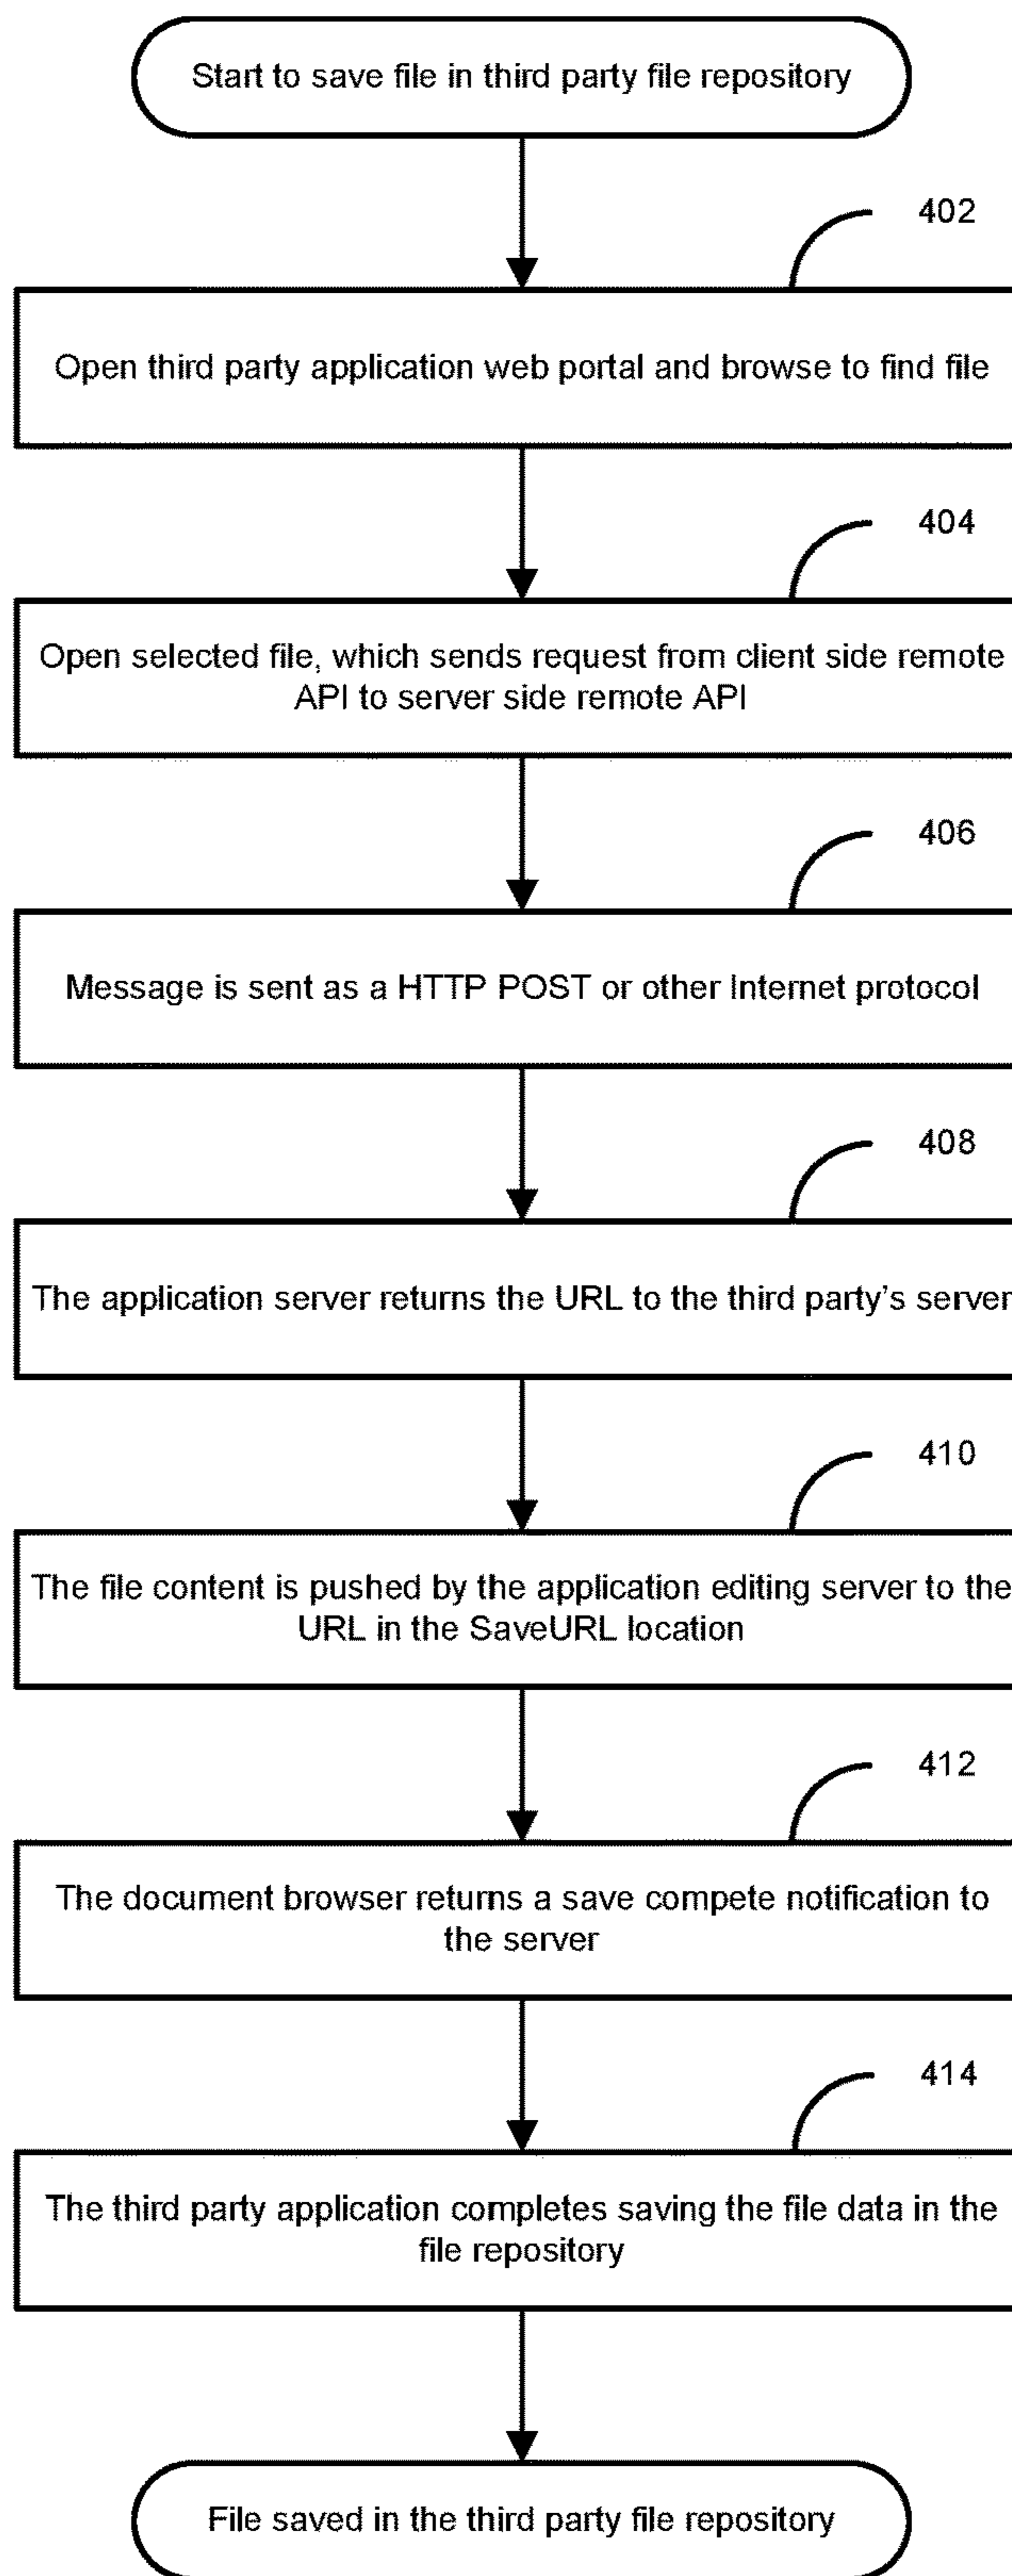 Start to save file in third party file repository
402
Open third party application web portal and browse to find file
404
Open selected file, which sends request from client side remote
API to server side remote API
406
Message is sent as a HTTP POST or other Internet protocol
408
The application server returns the URL to the third party's server
410
The file content is pushed by the application editing server to the
URL in the SaveURL location
412
The document browser returns a save compete notification to
the server
414
The third party application completes saving the file data in the
file repository
File saved in the third party file repository